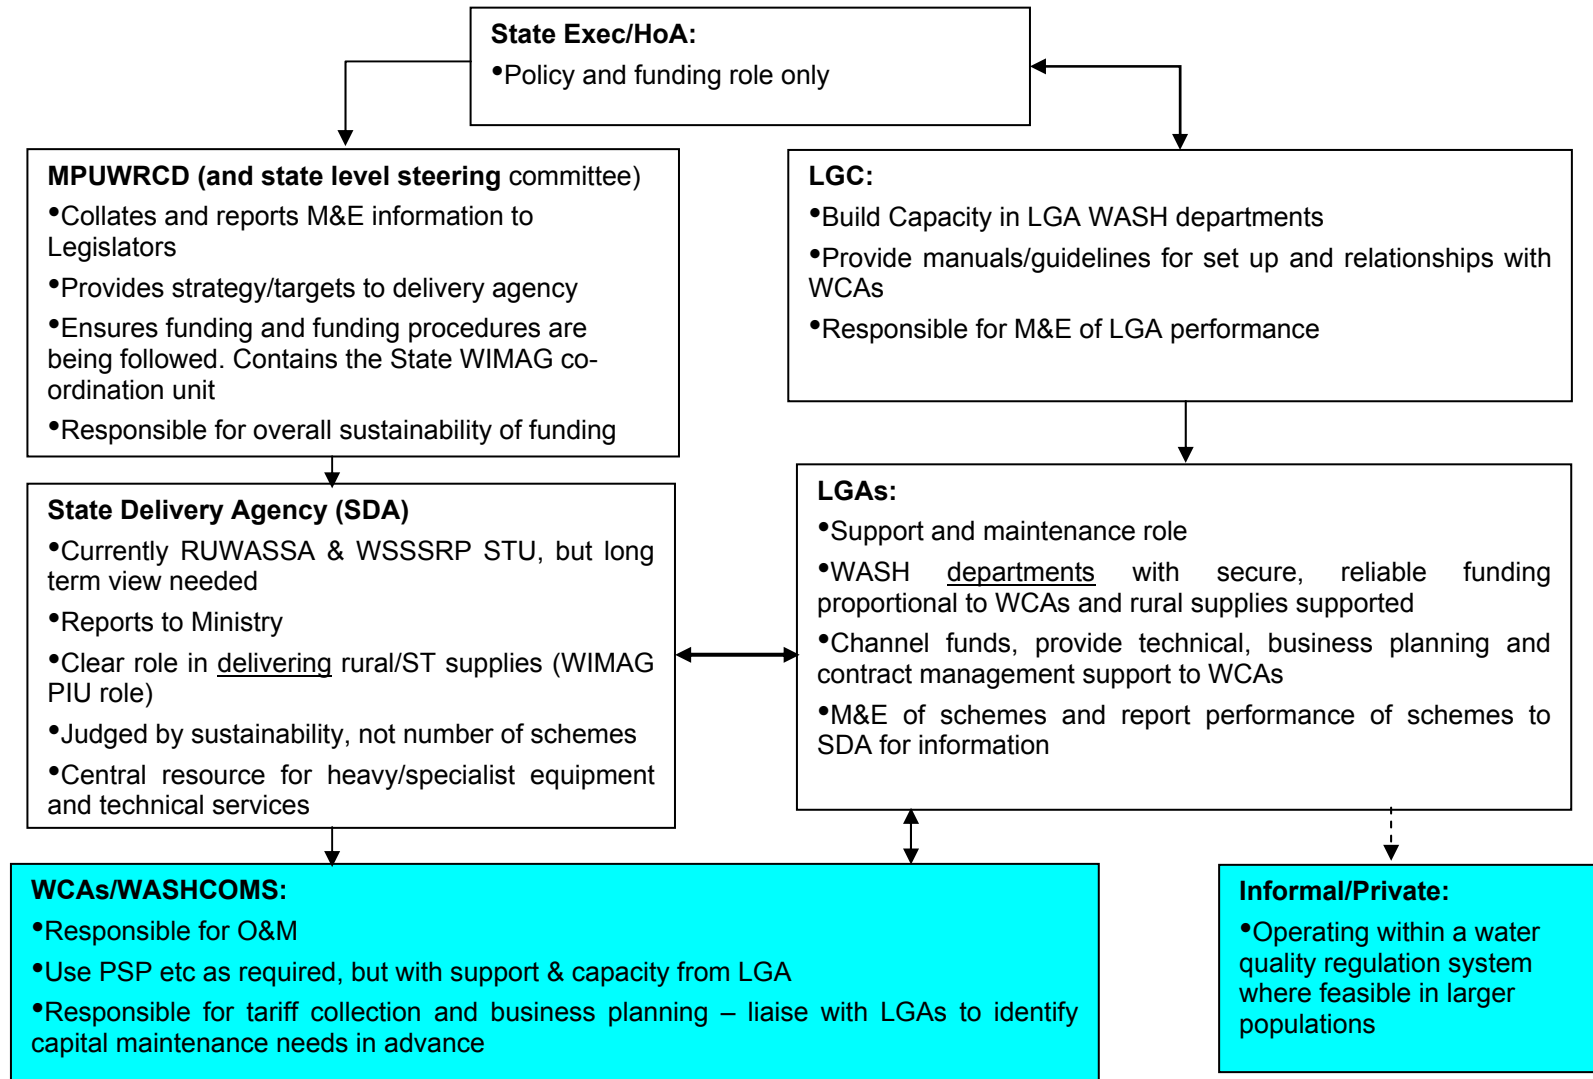 State Exec/HoA:
•Policy and funding role only
MPUWRCD (and state level steering committee)
•Collates and reports M&E information to
Legislators
•Provides strategy/targets to delivery agency
•Ensures funding and funding procedures are
being followed. Contains the State WIMAG co-
ordination unit
•Responsible for overall sustainability of funding
LGC:
•Build Capacity in LGA WASH departments
•Provide manuals/guidelines for set up and relationships with
WCAs
•Responsible for M&E of LGA performance
State Delivery Agency (SDA)
•Currently RUWASSA & WSSSRP STU, but long
term view needed
•Reports to Ministry
•Clear role in delivering rural/ST supplies (WIMAG
PIU role)
•Judged by sustainability, not number of schemes
•Central resource for heavy/specialist equipment
and technical services
LGAs:
•Support and maintenance role
•WASH departments with secure, reliable funding
proportional to WCAs and rural supplies supported
•Channel funds, provide technical, business planning and
contract management support to WCAs
•M&E of schemes and report performance of schemes to
SDA for information
WCAs/WASHCOMS:
•Responsible for O&M
•Use PSP etc as required, but with support & capacity from LGA
•Responsible for tariff collection and business planning – liaise with LGAs to identify
capital maintenance needs in advance
Informal/Private:
•Operating within a water
quality regulation system
where feasible in larger
populations